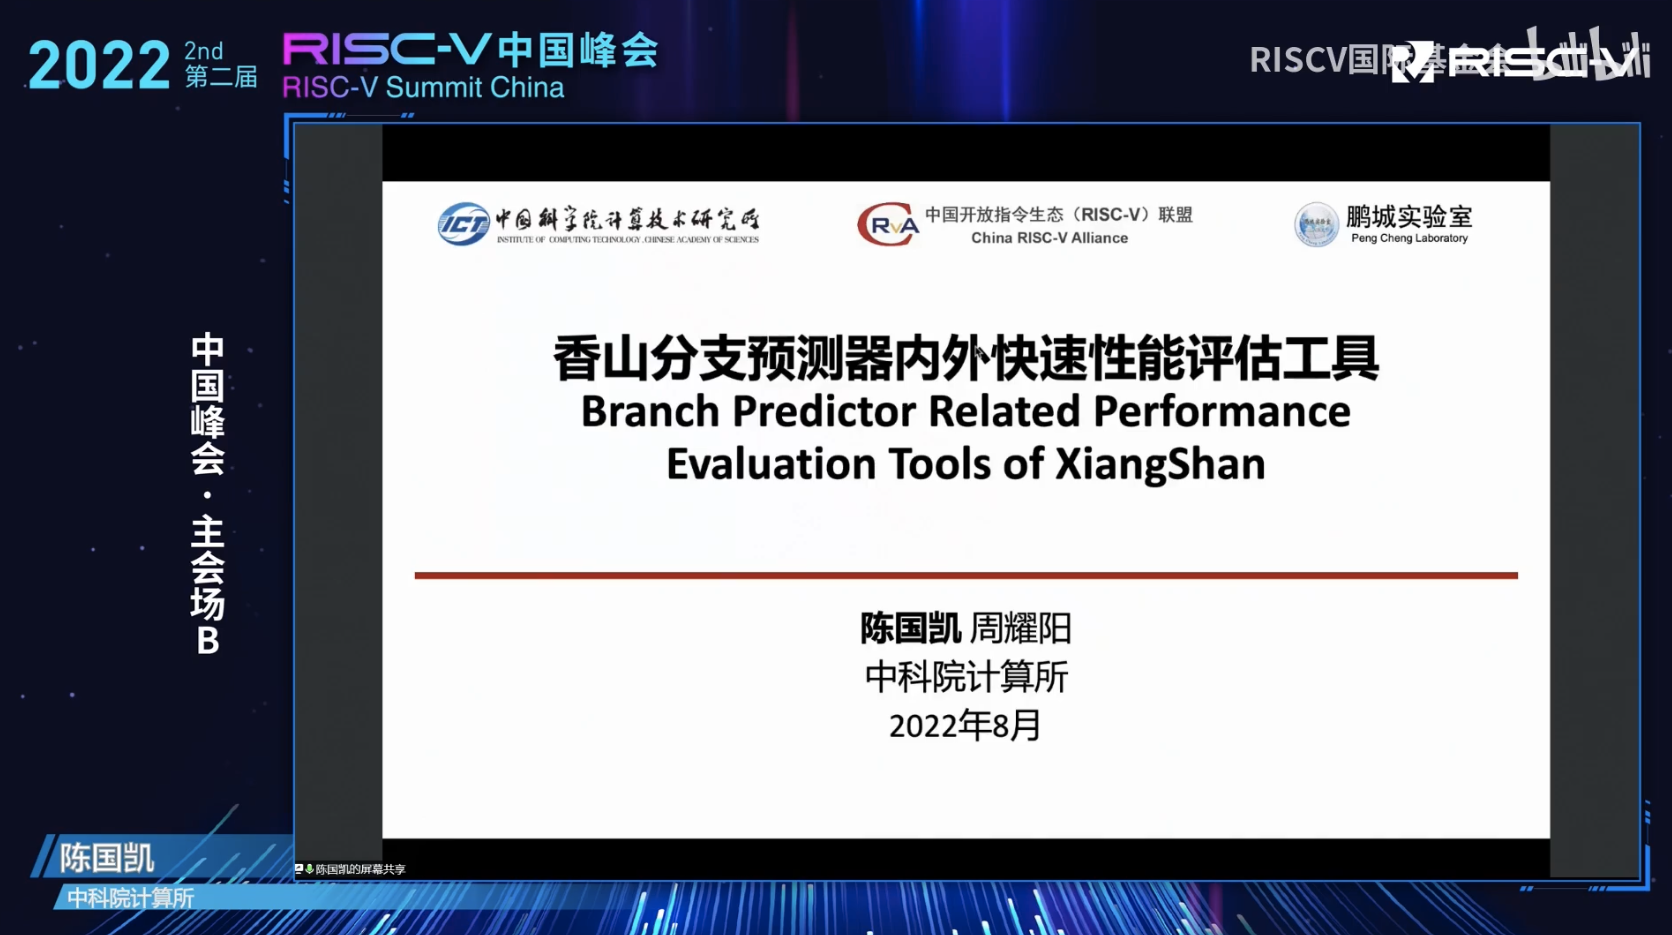 2022
2nd
第二届
RISC-V中国峰会
RISC-V Summit China
RISCV国际基金会
RISC-V
bilibili
中国峰会·主会场B
ICT
中国科学院计算技术研究所
INSTITUTE OF COMPUTING TECHNOLOGY, CHINESE ACADEMY OF SCIENCES
RvA
中国开放指令生态（RISC-V）联盟
China RISC-V Alliance
鹏城实验室
Peng Cheng Laboratory
香山分支预测器内外快速性能评估工具
Branch Predictor Related Performance
Evaluation Tools of XiangShan
陈国凯 周耀阳
中科院计算所
2022年8月
陈国凯
中科院计算所
陈国凯的屏幕共享